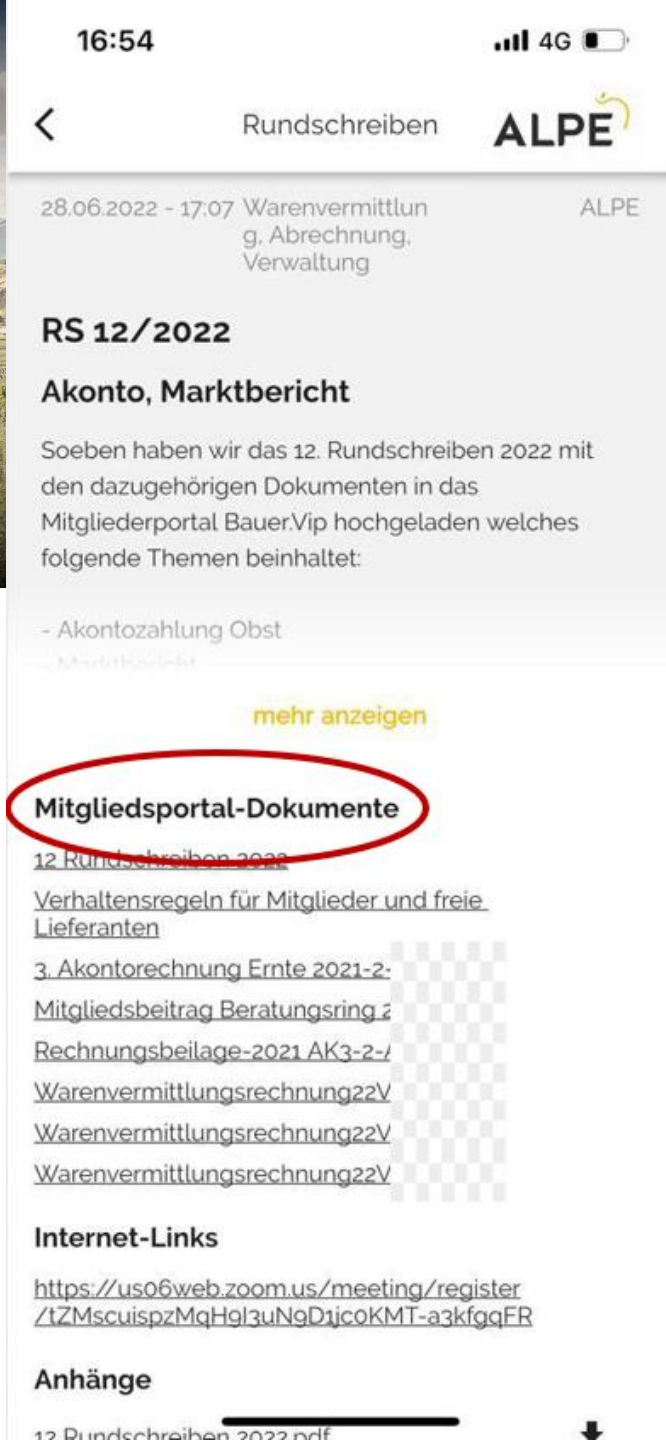 16:54
4G
Rundschreiben
ALPE
28.06.2022 - 17:07 Warenvermittlun
g, Abrechnung,
Verwaltung
ALPE
RS 12/2022
Akonto, Marktbericht
Soeben haben wir das 12. Rundschreiben 2022 mit
den dazugehörigen Dokumenten in das
Mitgliederportal Bauer.Vip hochgeladen welches
folgende Themen beinhaltet:
- Akontozahlung Obst
- Marktbericht
mehr anzeigen
Mitgliedsportal-Dokumente
12 Rundschreiben 2022
Verhaltensregeln für Mitglieder und freie
Lieferanten
3. Akontorechnung Ernte 2021-2-
Mitgliedsbeitrag Beratungsring 2
Rechnungsbeilage-2021 AK3-2-A
Warenvermittlungsrechnung22V
Warenvermittlungsrechnung22V
Warenvermittlungsrechnung22V
Internet-Links
https://us06web.zoom.us/meeting/register
/tZMscuispzMqH9l3uN9D1jc0KMT-a3kfgqFR
Anhänge
12 Rundschreiben 2022.pdf